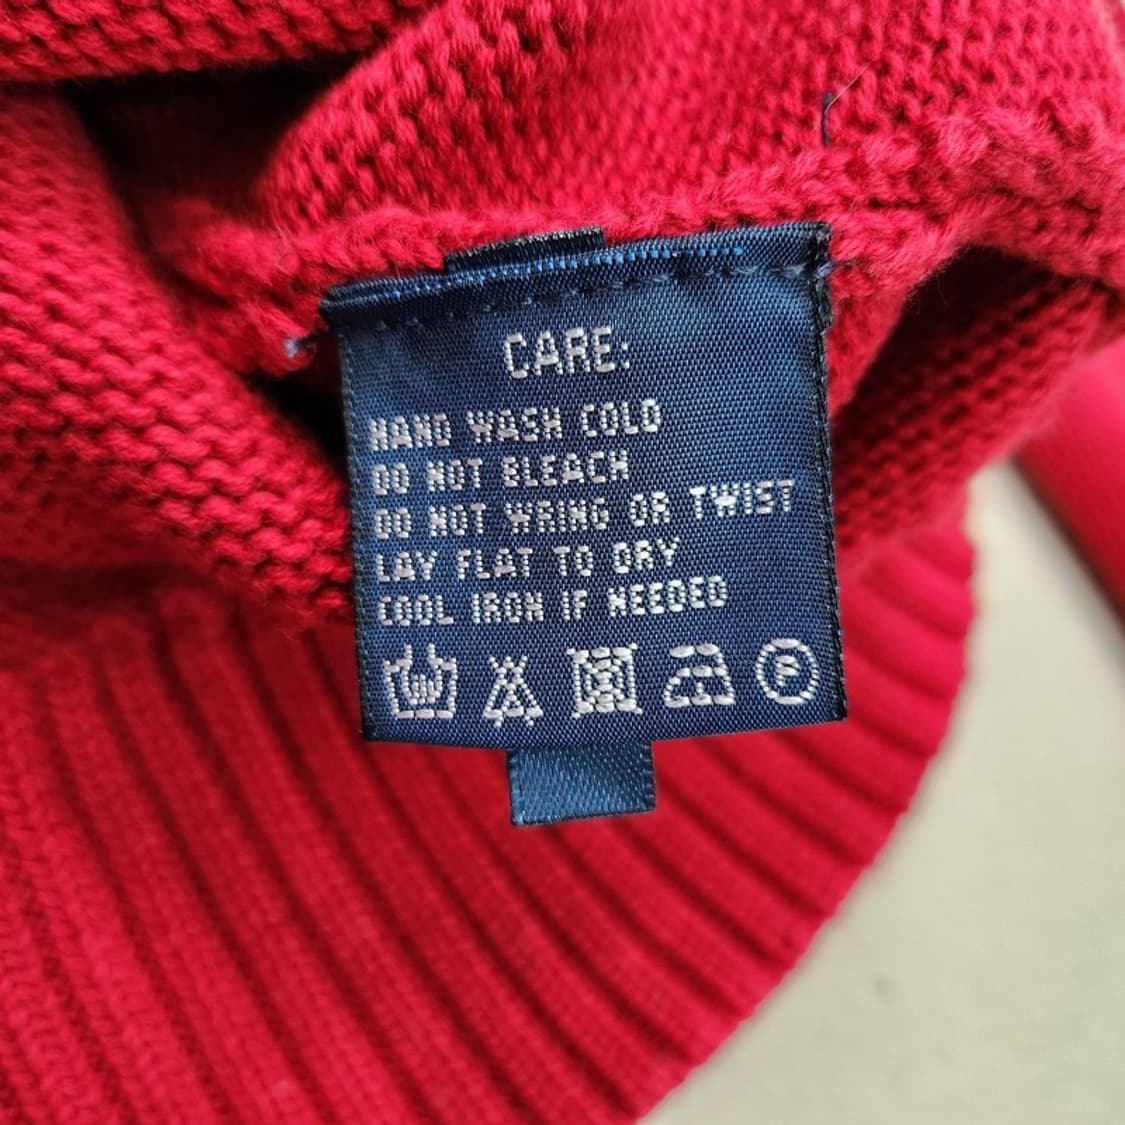 CARE:
HAND WASH COLD
DO NOT BLEACH
DO NOT WRING OR TWIST
LAY FLAT TO DRY
COOL IRON IF NEEDED
P